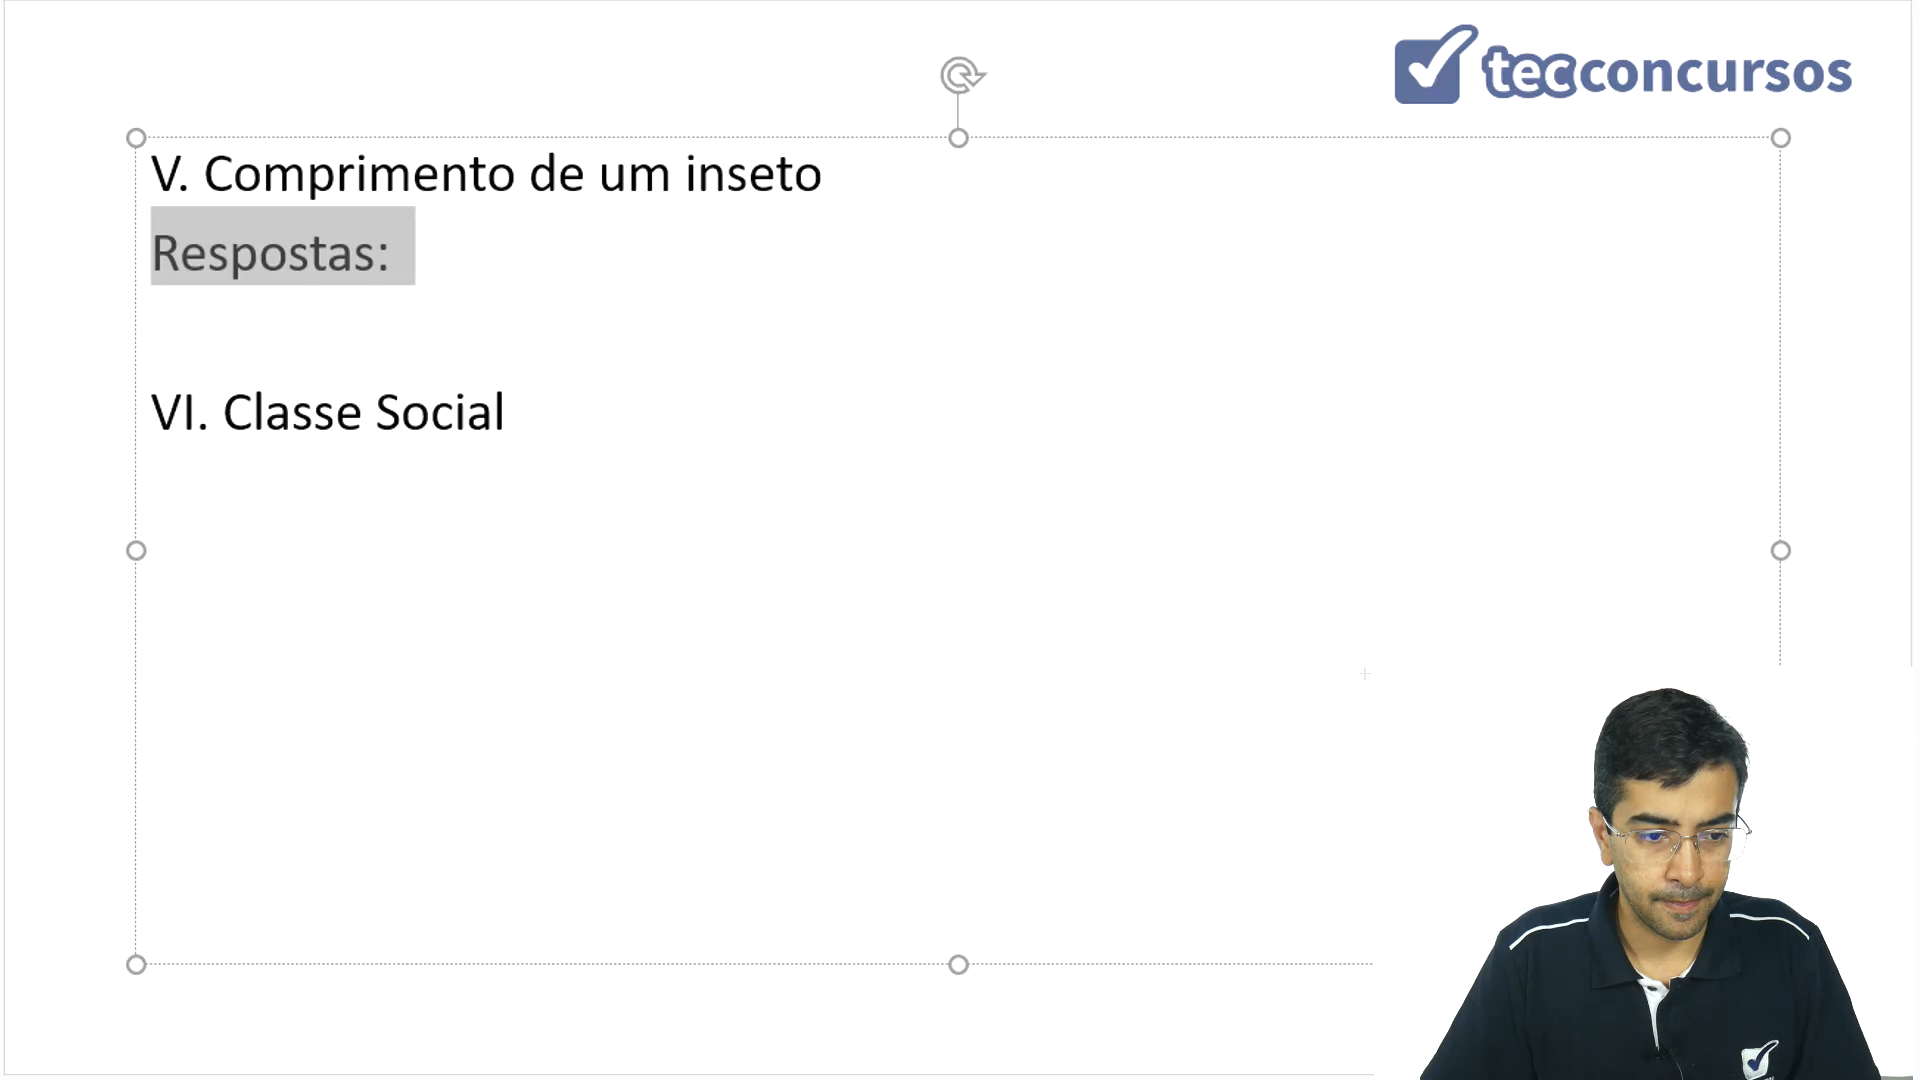 tecconcursos
V. Comprimento de um inseto
Respostas:
VI. Classe Social